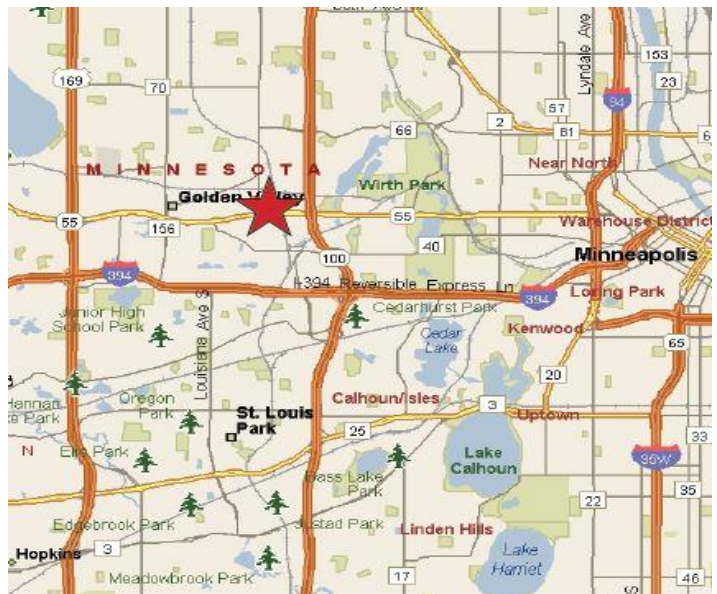 Lyndale Ave
153
23
169
70
57
94
2
81
66
Near North
MINNESOTA
Wirth Park
Golden Valley
55
55
156
Warehouse District
40
100
Minneapolis
394
I-394 Reversible Express Ln
394
Loring Park
Junior High
School Park
Cedarhurst Park
Kenwood
Cedar
Lake
65
Louisiana Ave S
20
Hannan
Oregon
Park
Calhoun/Isles
3
Uptown
St. Louis
Park
25
33
N
Lake
Calhoun
35W
Bass Lake
Park
35
22
Edgebrook Park
Justad Park
Linden Hills
3
Hopkins
Lake
Harriet
Meadowbrook Park
17
46
S